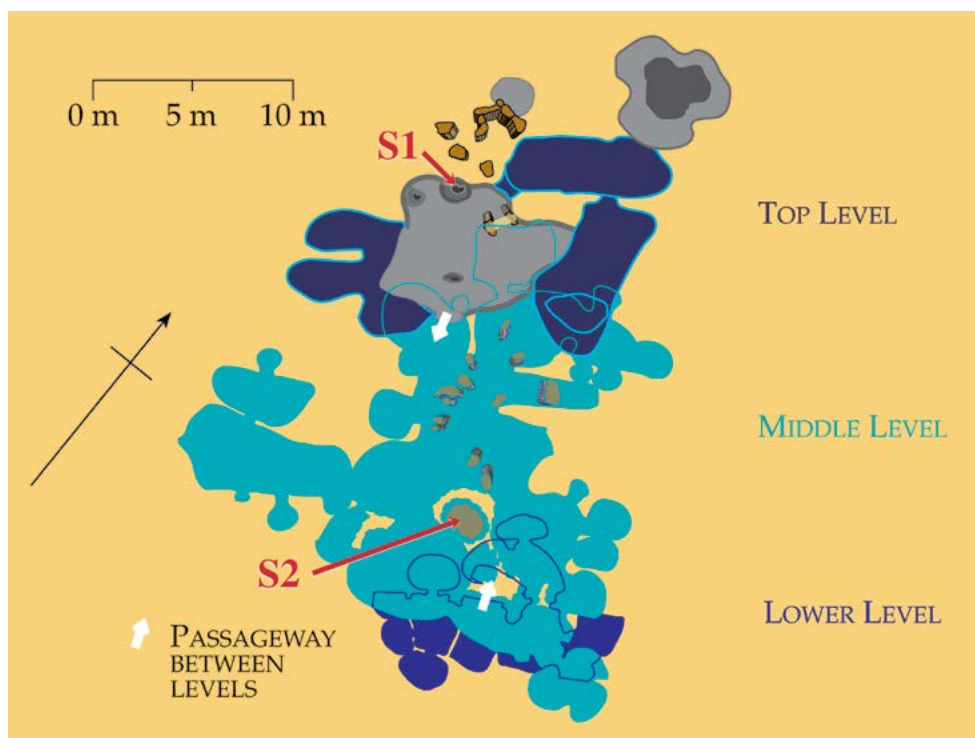 0 m 5 m 10 m
S1
TOP LEVEL
MIDDLE LEVEL
S2
LOWER LEVEL
PASSAGEWAY
BETWEEN
LEVELS